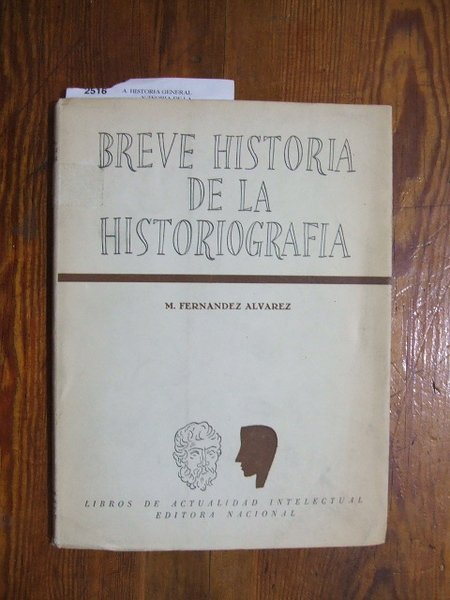 2516
A. HISTORIA GENERAL
BREVE HISTORIA
DE LA
HISTORIOGRAFIA
M. FERNANDEZ ALVAREZ
LIBROS DE ACTUALIDAD INTELECTUAL
EDITORA NACIONAL